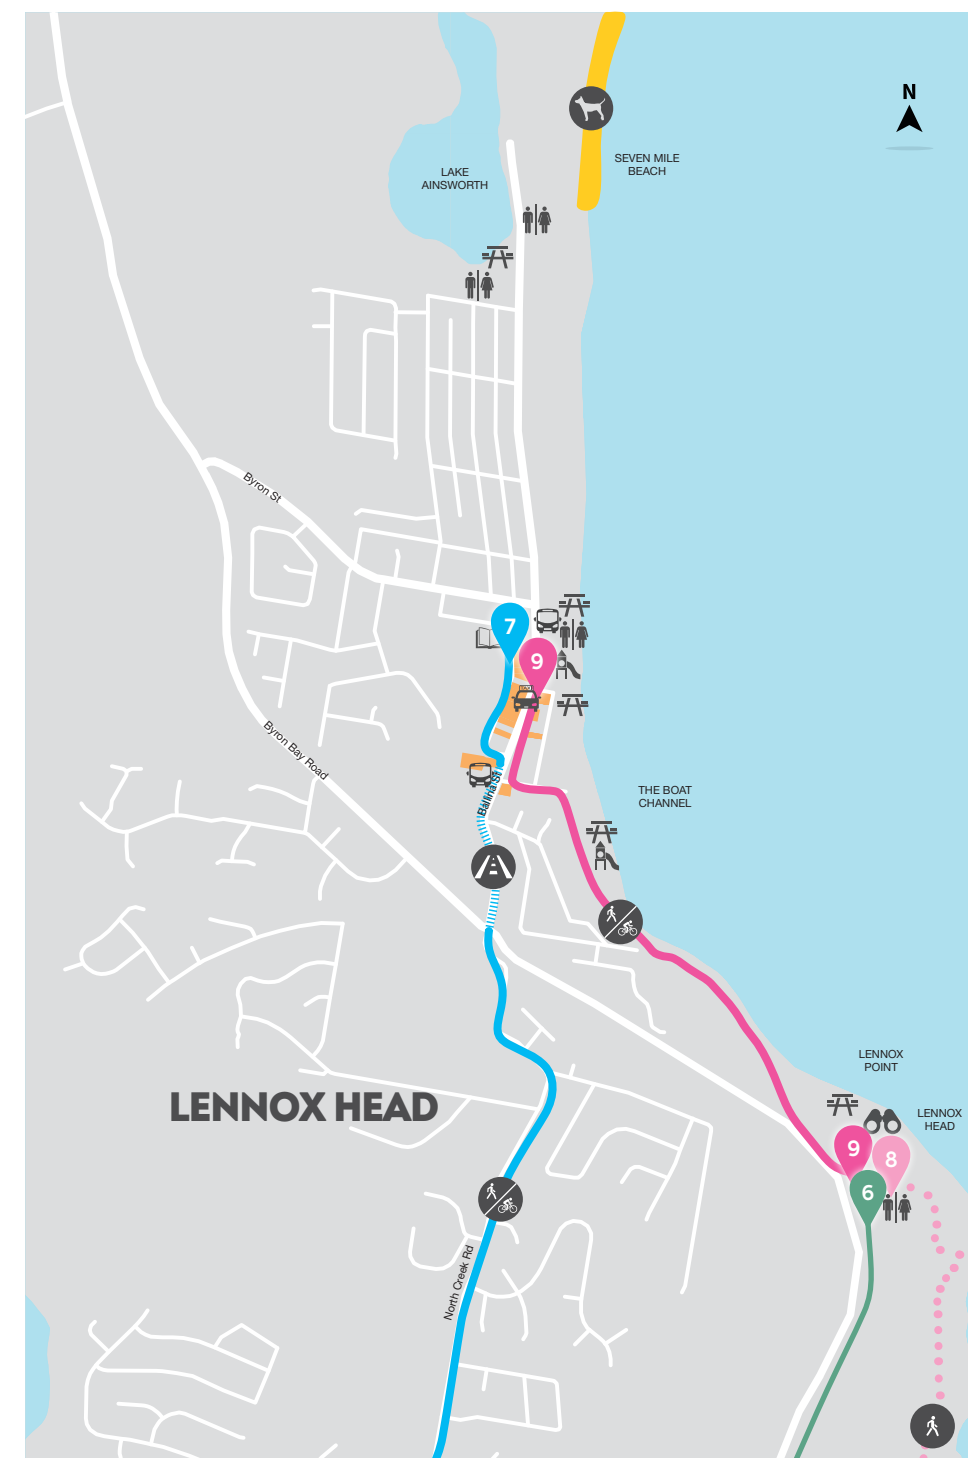 N
SEVEN MILE
BEACH
LAKE
AINSWORTH
Byron St
7
9
TAXI
Byron Bay Road
Ballina St
THE BOAT
CHANNEL
LENNOX
POINT
LENNOX HEAD
LENNOX
HEAD
9
8
6
North Creek Rd